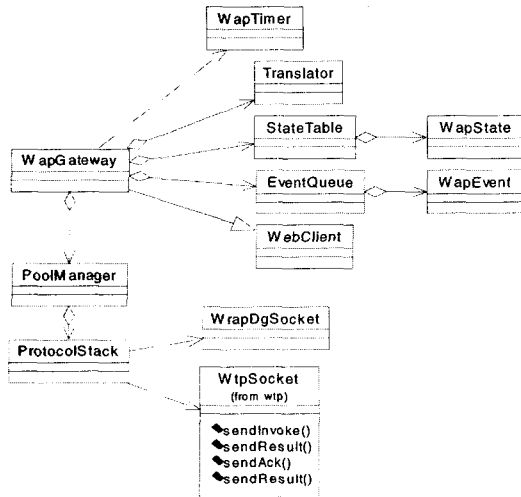 WapTimer
Translator
StateTable
WapState
WapGateway
EventQueue
WapEvent
WebClient
PoolManager
WrapDgSocket
ProtocolStack
WtpSocket
(from wtp)
sendInvoke()
sendResult()
sendAck()
sendResult()